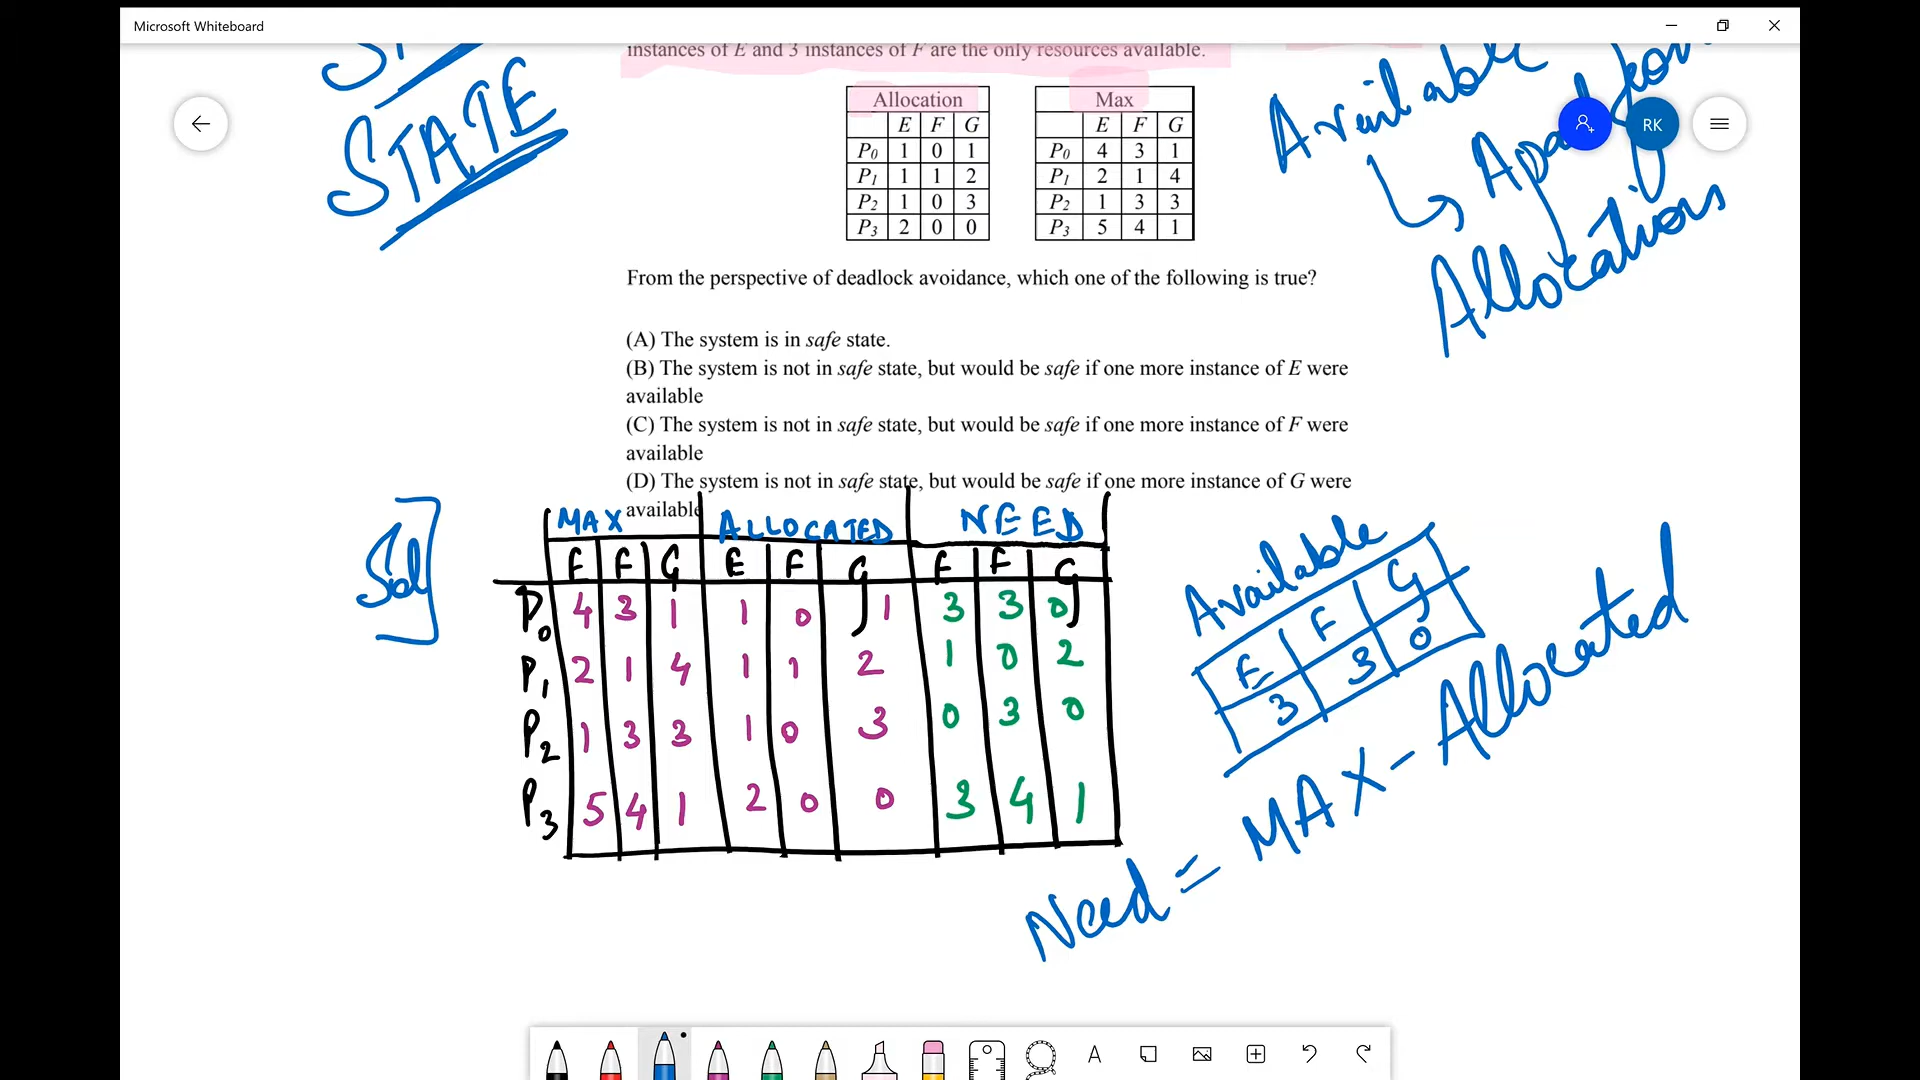 Microsoft Whiteboard
STATE
instances of E and 3 instances of F are the only resources available.
Available
Allocations
RK
Allocation
E F G
P0 1 0 1
P1 1 1 2
P2 1 0 3
P3 2 0 0
Max
E F G
P0 4 3 1
P1 2 1 4
P2 1 3 3
P3 5 4 1
From the perspective of deadlock avoidance, which one of the following is true?
(A) The system is in safe state.
(B) The system is not in safe state, but would be safe if one more instance of E were
available
(C) The system is not in safe state, but would be safe if one more instance of F were
available
(D) The system is not in safe state, but would be safe if one more instance of G were
available
Sol
MAX ALLOCATED NEED
E F G E F G E F G
P0 4 3 1 1 0 1 3 3 0
P1 2 1 4 1 1 2 1 0 2
P2 1 3 3 1 0 3 0 3 0
P3 5 4 1 2 0 0 3 4 1
Available
E F G
3 3 0
Need = MAX - Allocated
A